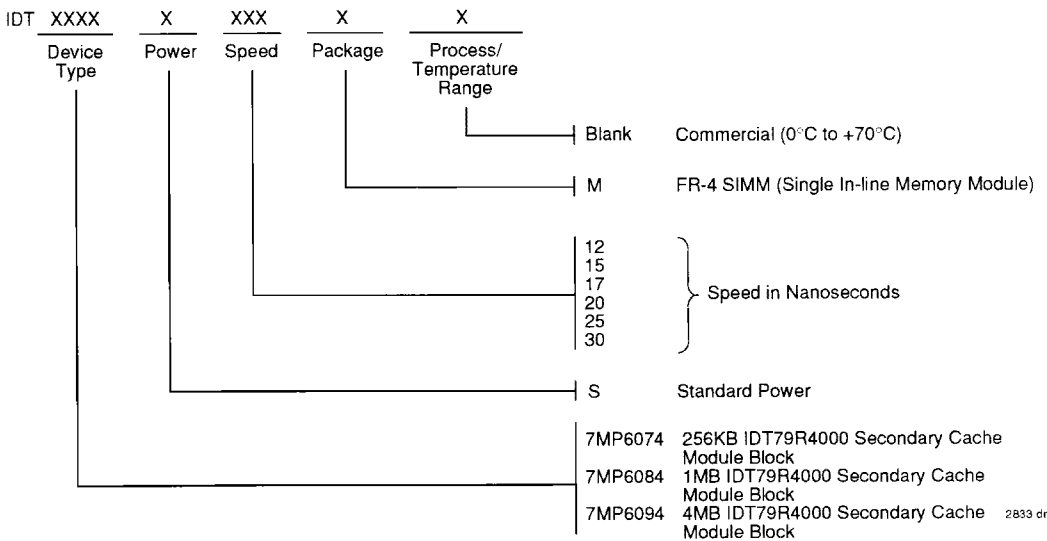 IDT XXXX X XXX X X
Device Type Power Speed Package Process/ Temperature Range
Blank Commercial (0°C to +70°C)
M FR-4 SIMM (Single In-line Memory Module)
12
15
17
20
25
30
Speed in Nanoseconds
S Standard Power
7MP6074 256KB IDT79R4000 Secondary Cache
Module Block
7MP6084 1MB IDT79R4000 Secondary Cache
Module Block
7MP6094 4MB IDT79R4000 Secondary Cache
Module Block
2833 dr